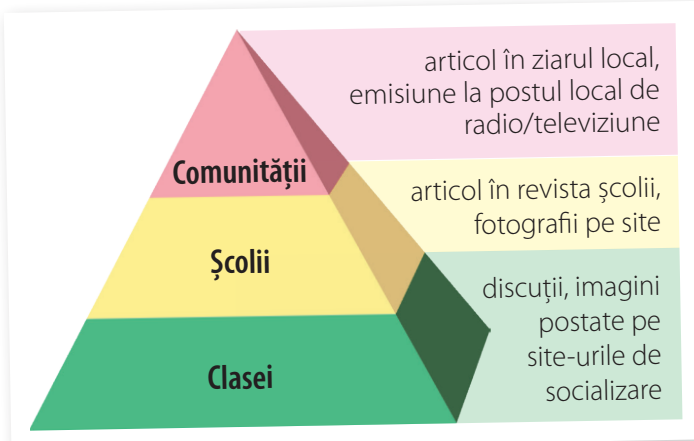 articol în ziarul local,
emisiune la postul local de
radio/televiziune
Comunității
articol în revista școlii,
fotografii pe site
Școlii
discuții, imagini
postate pe
site-urile de
socializare
Clasei